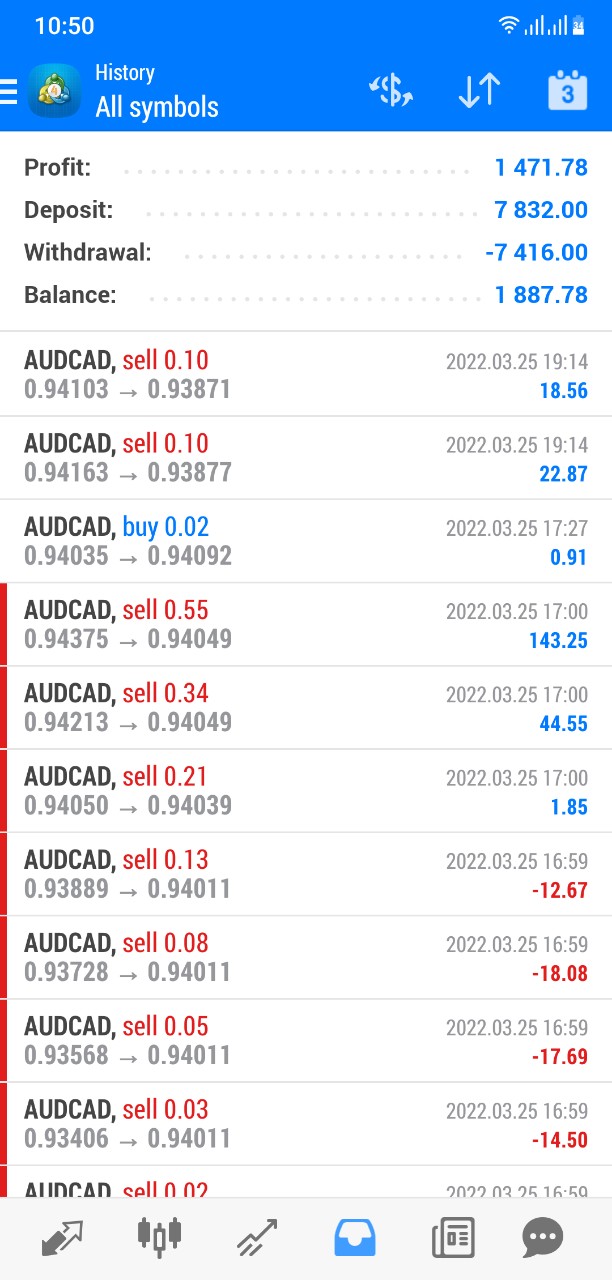 10:50
34
History
All symbols
3
Profit: 1 471.78
Deposit: 7 832.00
Withdrawal: -7 416.00
Balance: 1 887.78
AUDCAD, sell 0.10 2022.03.25 19:14
0.94103 → 0.93871 18.56
AUDCAD, sell 0.10 2022.03.25 19:14
0.94163 → 0.93877 22.87
AUDCAD, buy 0.02 2022.03.25 17:27
0.94035 → 0.94092 0.91
AUDCAD, sell 0.55 2022.03.25 17:00
0.94375 → 0.94049 143.25
AUDCAD, sell 0.34 2022.03.25 17:00
0.94213 → 0.94049 44.55
AUDCAD, sell 0.21 2022.03.25 17:00
0.94050 → 0.94039 1.85
AUDCAD, sell 0.13 2022.03.25 16:59
0.93889 → 0.94011 -12.67
AUDCAD, sell 0.08 2022.03.25 16:59
0.93728 → 0.94011 -18.08
AUDCAD, sell 0.05 2022.03.25 16:59
0.93568 → 0.94011 -17.69
AUDCAD, sell 0.03 2022.03.25 16:59
0.93406 → 0.94011 -14.50
AUDCAD, sell 0.02 2022.03.25 16:59